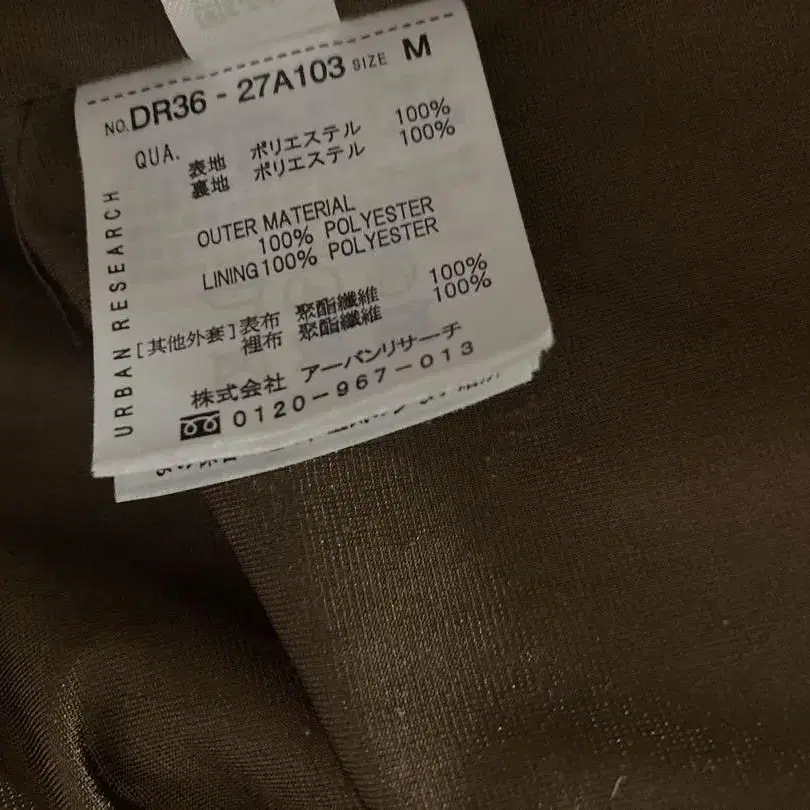 NO. DR36 - 27A103 SIZE M
QUA.
表地 ポリエステル 100%
裏地 ポリエステル 100%
OUTER MATERIAL
100% POLYESTER
LINING 100% POLYESTER
[其他外套] 表布 聚酯纖維 100%
裡布 聚酯纖維 100%
株式会社 アーバンリサーチ
0120-967-013
URBAN RESEARCH